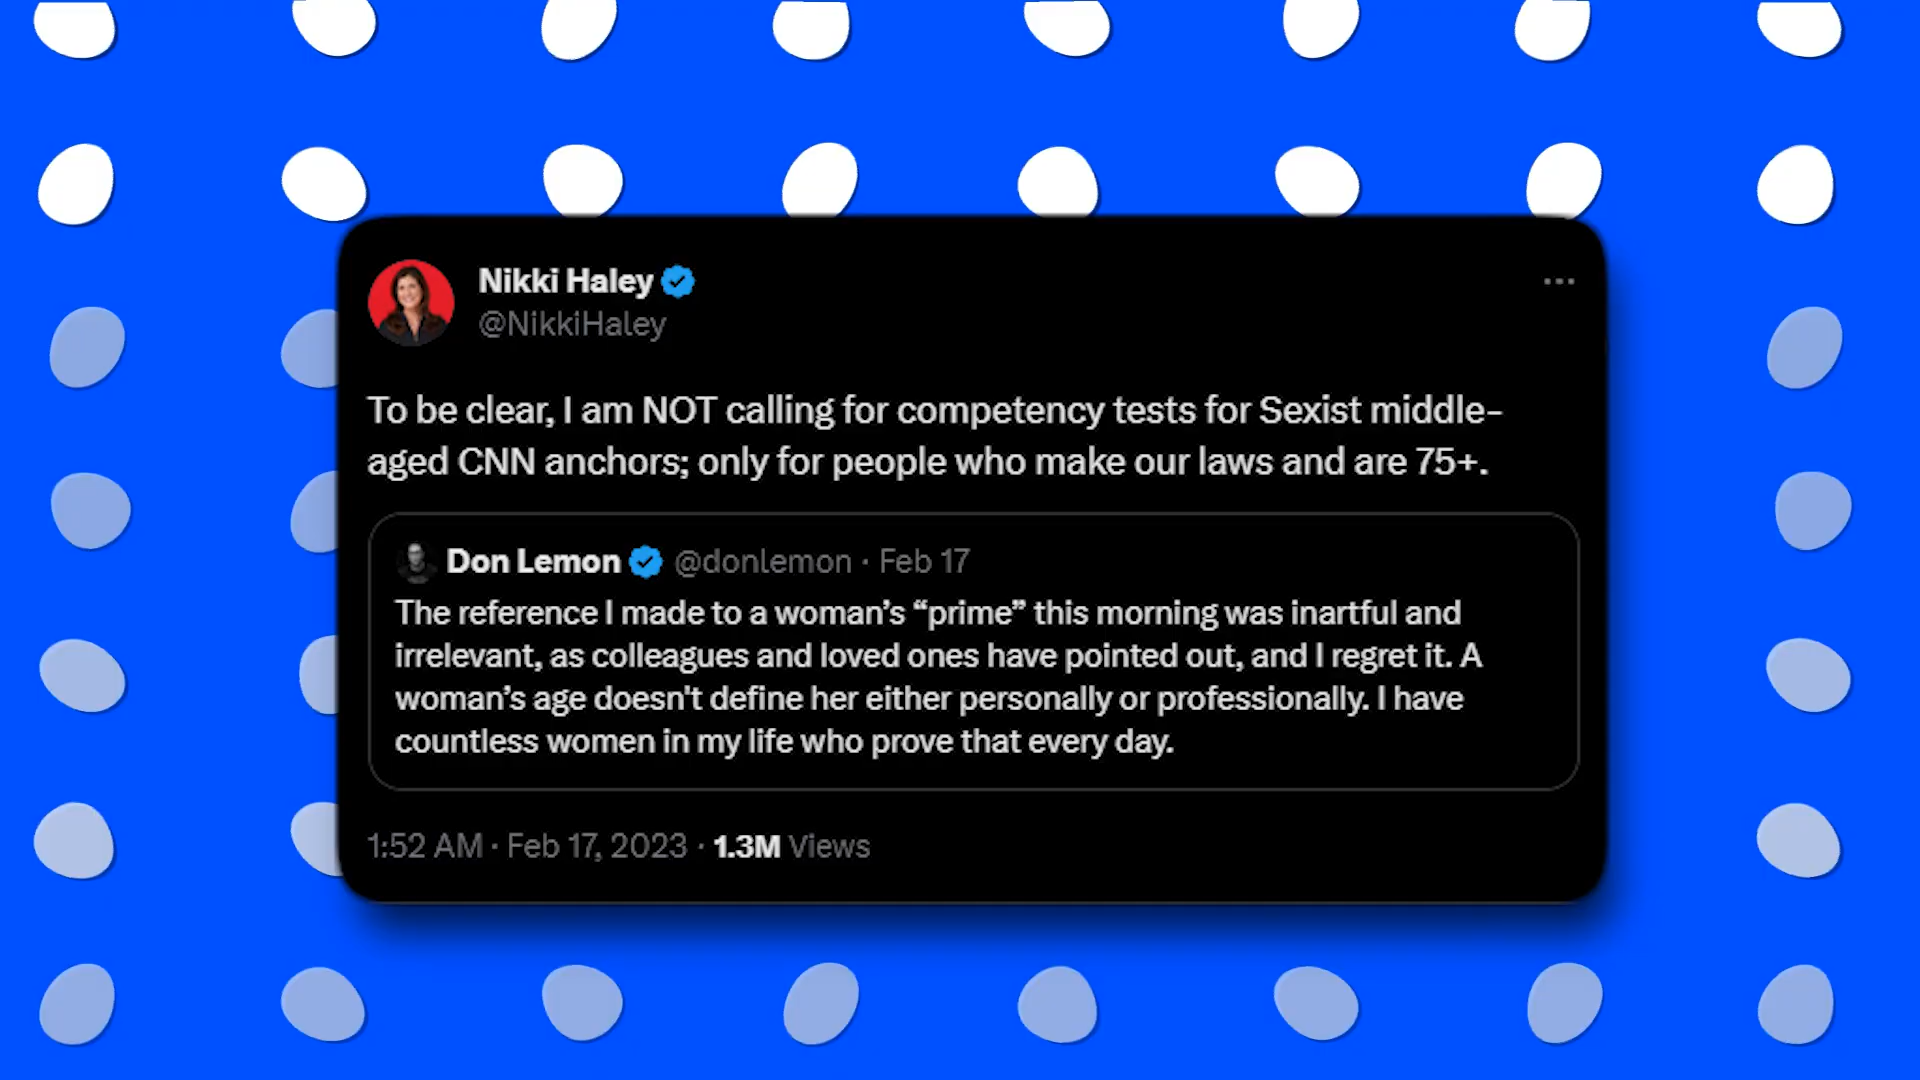 Nikki Haley
@NikkiHaley
To be clear, I am NOT calling for competency tests for Sexist middle-
aged CNN anchors; only for people who make our laws and are 75+.
Don Lemon @donlemon · Feb 17
The reference I made to a woman’s “prime” this morning was inartful and
irrelevant, as colleagues and loved ones have pointed out, and I regret it. A
woman’s age doesn't define her either personally or professionally. I have
countless women in my life who prove that every day.
1:52 AM · Feb 17, 2023 · 1.3M Views